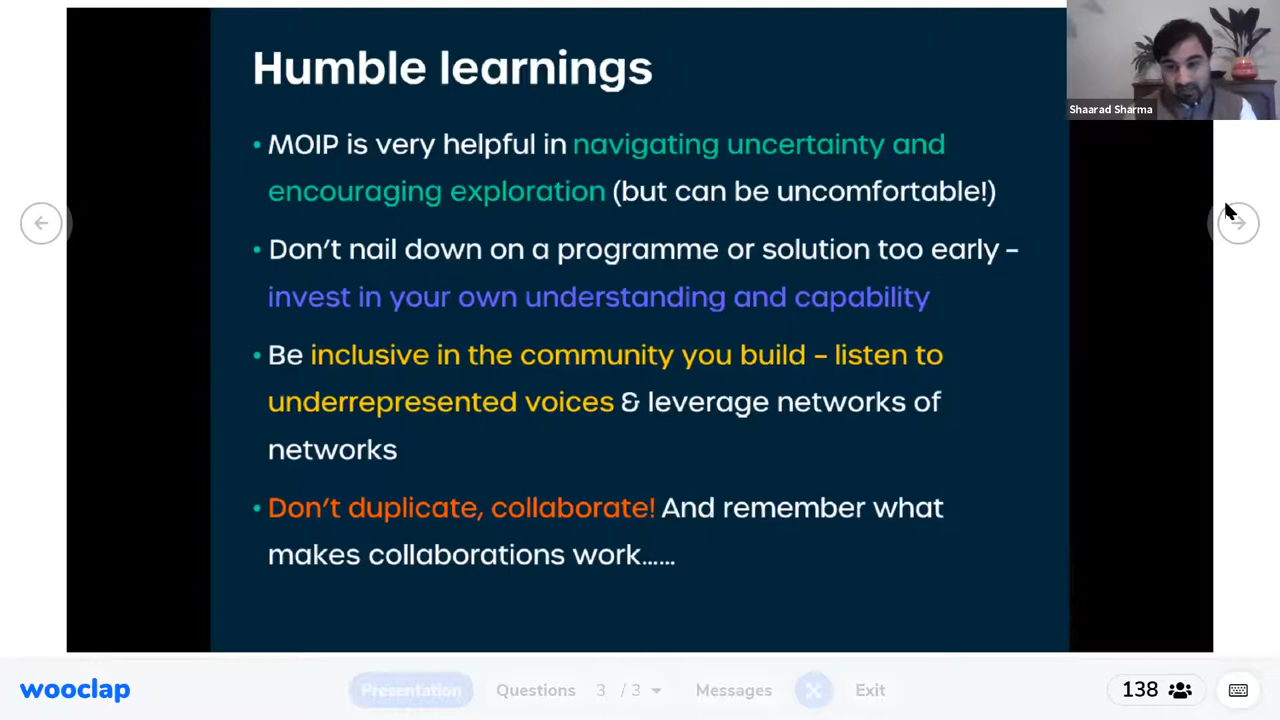 Humble learnings
• MOIP is very helpful in navigating uncertainty and
encouraging exploration (but can be uncomfortable!)
• Don’t nail down on a programme or solution too early –
invest in your own understanding and capability
• Be inclusive in the community you build – listen to
underrepresented voices & leverage networks of
networks
• Don’t duplicate, collaborate! And remember what
makes collaborations work……
Shaarad Sharma
wooclap
Presentation
Questions
3 / 3
Messages
Exit
138